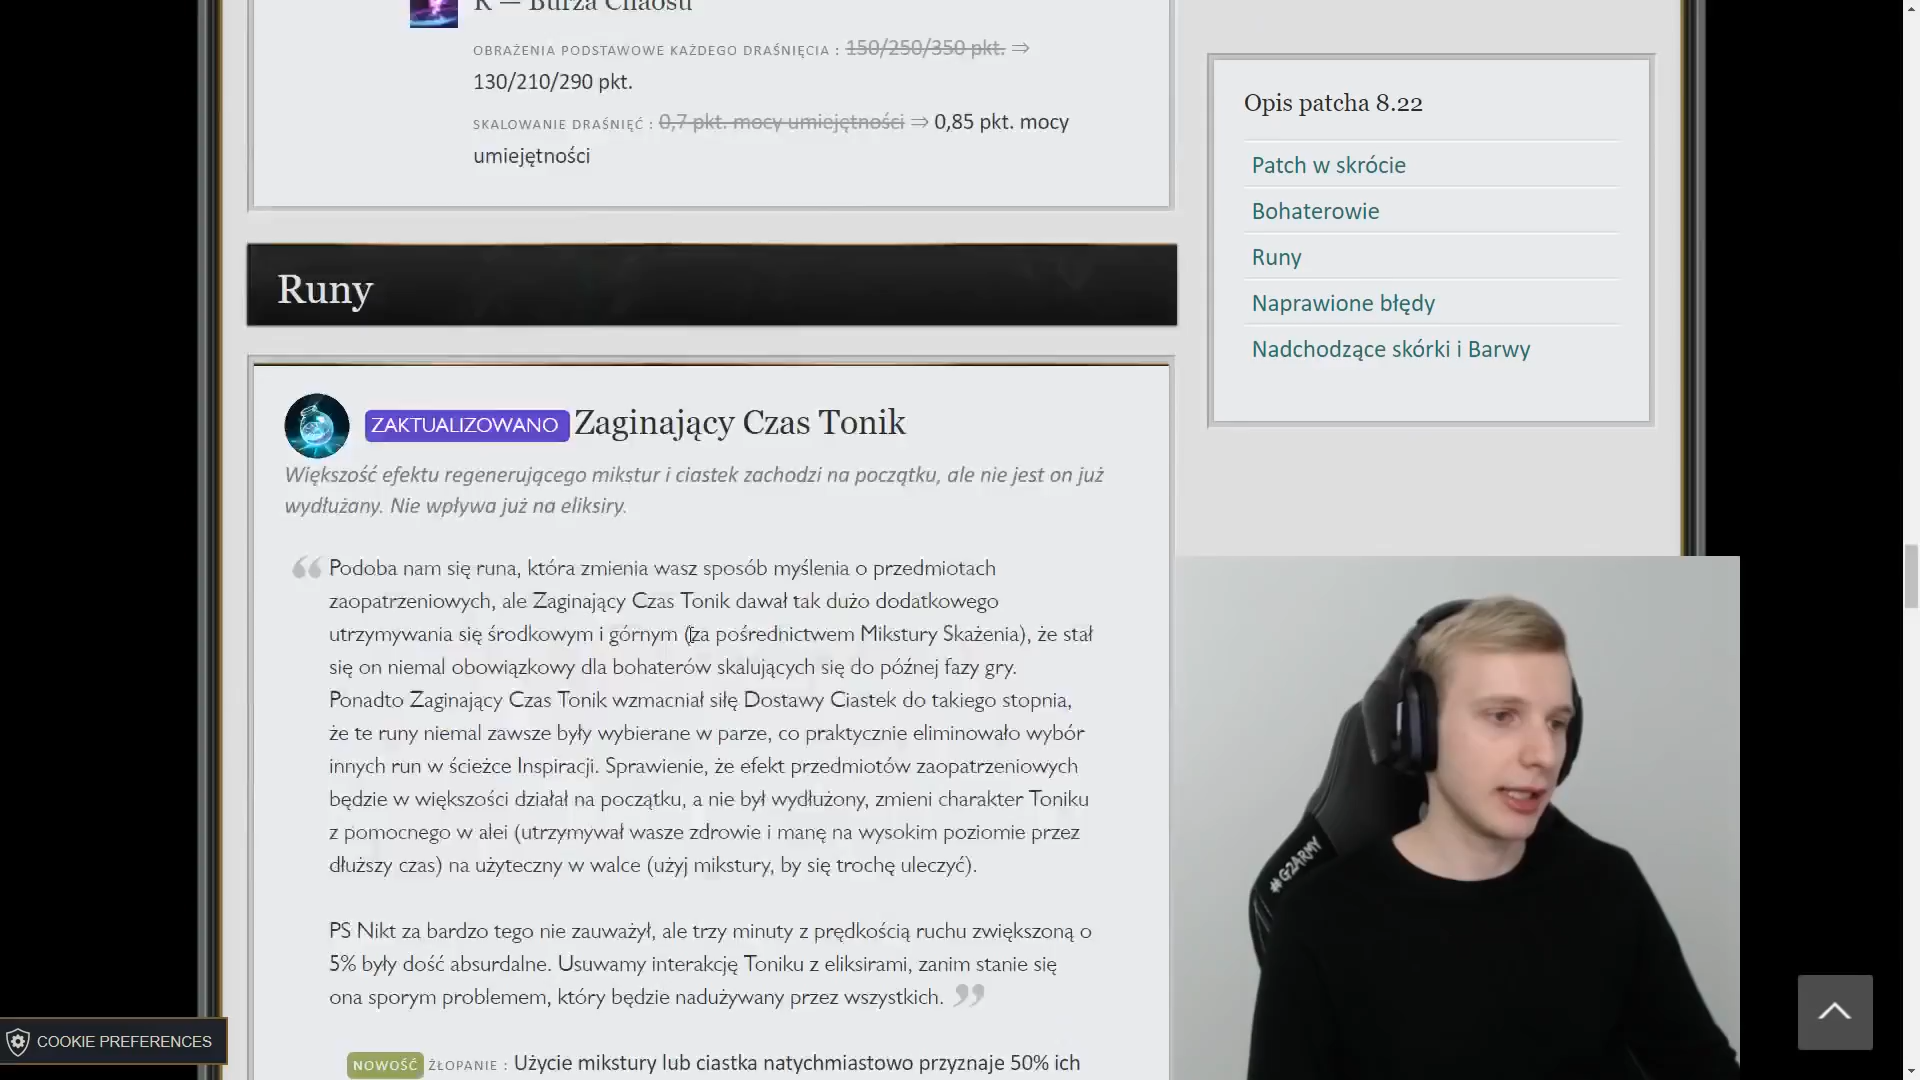 R — Burza Chaosu
OBRAŻENIA PODSTAWOWE KAŻDEGO DRAŚNIĘCIA : 150/250/350 pkt. ⇒
130/210/290 pkt.
SKALOWANIE DRAŚNIĘĆ : 0,7 pkt. mocy umiejętności ⇒ 0,85 pkt. mocy
umiejętności
Runy
ZAKTUALIZOWANO Zaginający Czas Tonik
Większość efektu regenerującego mikstur i ciastek zachodzi na początku, ale nie jest on już
wydłużany. Nie wpływa już na eliksiry.
“ Podoba nam się runa, która zmienia wasz sposób myślenia o przedmiotach
zaopatrzeniowych, ale Zaginający Czas Tonik dawał tak dużo dodatkowego
utrzymywania się środkowym i górnym (za pośrednictwem Mikstury Skażenia), że stał
się on niemal obowiązkowy dla bohaterów skalujących się do późnej fazy gry.
Ponadto Zaginający Czas Tonik wzmacniał siłę Dostawy Ciastek do takiego stopnia,
że te runy niemal zawsze były wybierane w parze, co praktycznie eliminowało wybór
innych run w ścieżce Inspiracji. Sprawienie, że efekt przedmiotów zaopatrzeniowych
będzie w większości działał na początku, a nie był wydłużony, zmieni charakter Toniku
z pomocnego w alei (utrzymywał wasze zdrowie i manę na wysokim poziomie przez
dłuższy czas) na użyteczny w walce (użyj mikstury, by się trochę uleczyć).
PS Nikt za bardzo tego nie zauważył, ale trzy minuty z prędkością ruchu zwiększoną o
5% były dość absurdalne. Usuwamy interakcję Toniku z eliksirami, zanim stanie się
ona sporym problemem, który będzie nadużywany przez wszystkich. ”
NOWOŚĆ ŻŁOPANIE : Użycie mikstury lub ciastka natychmiastowo przyznaje 50% ich
Opis patcha 8.22
Patch w skrócie
Bohaterowie
Runy
Naprawione błędy
Nadchodzące skórki i Barwy
#G2ARMY
COOKIE PREFERENCES